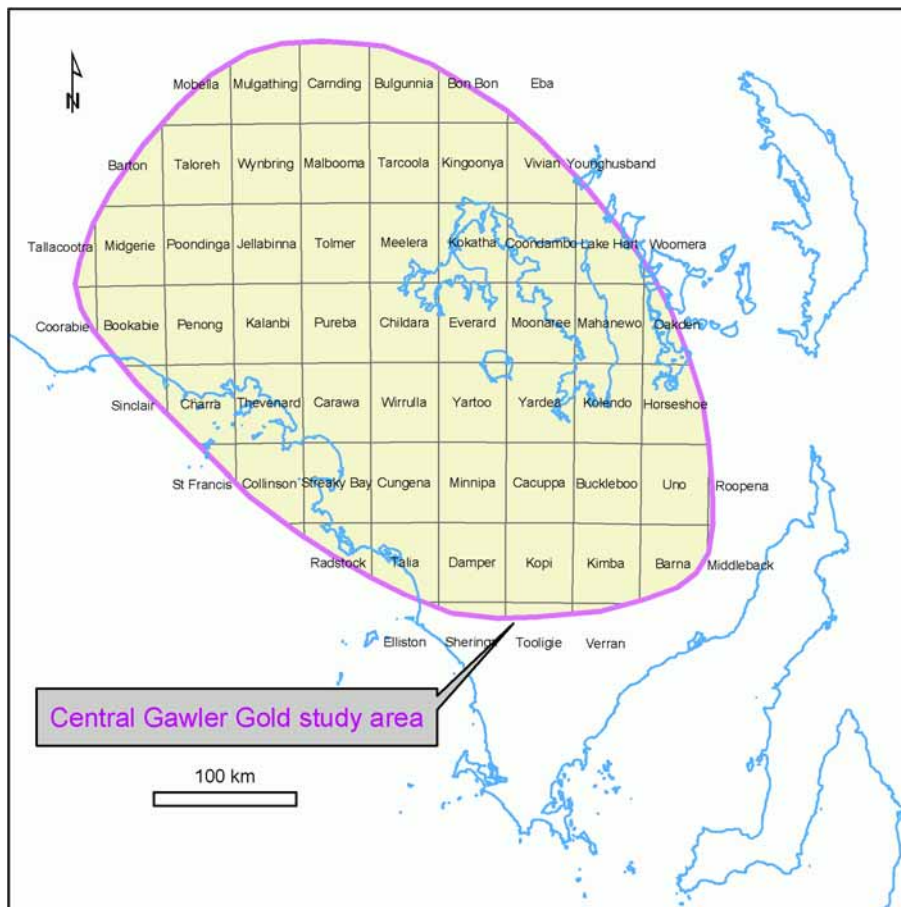 N
Mobella Mulgathing Carnding Bulgunnia Bon Bon Eba
Barton Taloreh Wynbring Malbooma Tarcoola Kingoonya Vivian Younghusband
Tallacootra Midgerie Poondinga Jellabinna Tolmer Meelera Kokatha Coondambo Lake Hart Woomera
Coorabie Bookabie Penong Kalanbi Pureba Childara Everard Moonaree Mahanewo Oakden
Sinclair Charra Thevenard Carawa Wirrulla Yartoo Yardea Kolendo Horseshoe
St Francis Collinson Streaky Bay Cungena Minnipa Cacuppa Buckleboo Uno Roopena
Radstock Talia Damper Kopi Kimba Barna Middleback
Elliston Sheringa Tooligie Verran
Central Gawler Gold study area
100 km